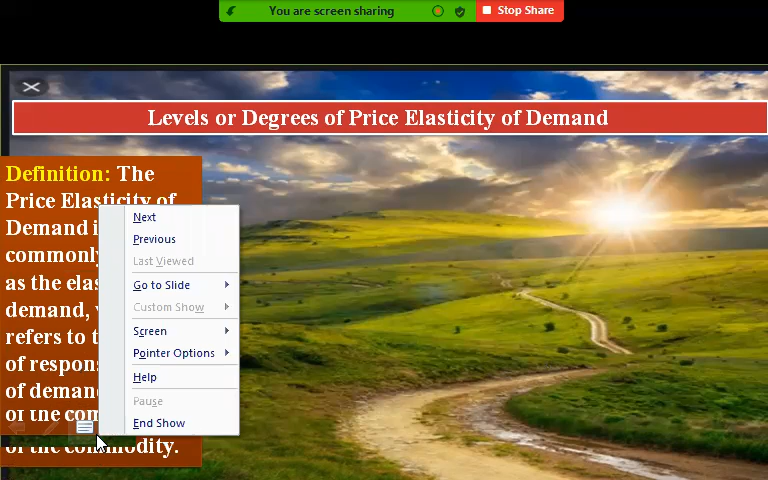 You are screen sharing
Stop Share
Levels or Degrees of Price Elasticity of Demand
Definition: The
Price Elasticity of
Demand i
commonly
as the elas
demand,
refers to t
of respon
of demand
of the com
of the commodity.
Next
Previous
Last Viewed
Go to Slide
Custom Show
Screen
Pointer Options
Help
Pause
End Show